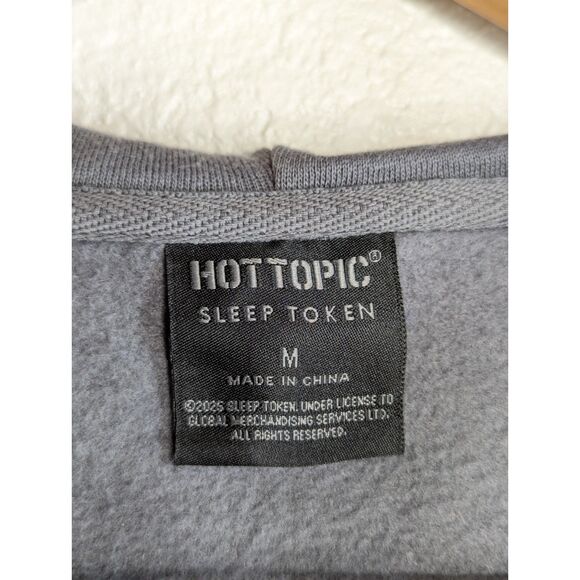 HOT TOPIC®
SLEEP TOKEN
M
MADE IN CHINA
©2025 SLEEP TOKEN. UNDER LICENSE TO
GLOBAL MERCHANDISING SERVICES LTD.
ALL RIGHTS RESERVED.